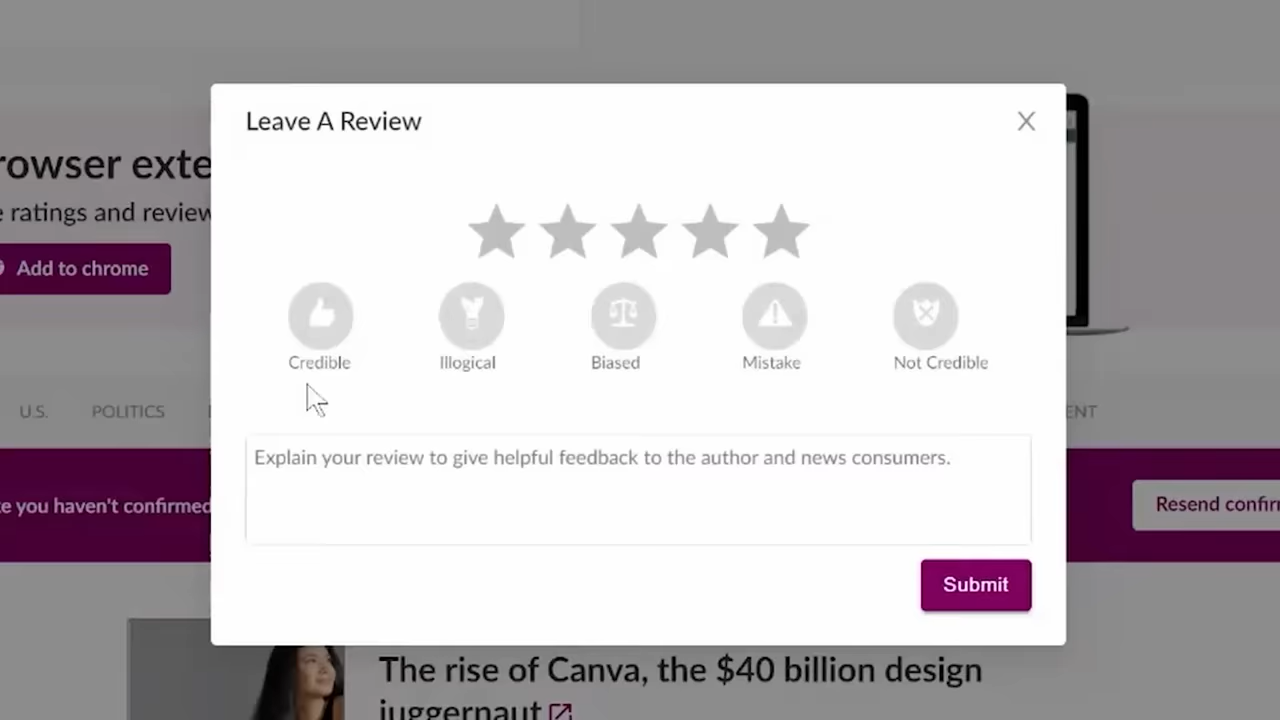 Leave A Review
rowser exte
e ratings and review
Add to chrome
Credible
Illogical
Biased
Mistake
Not Credible
U.S.
POLITICS
ENT
Explain your review to give helpful feedback to the author and news consumers.
e you haven't confirmed
Resend confir
Submit
The rise of Canva, the $40 billion design
juggernaut